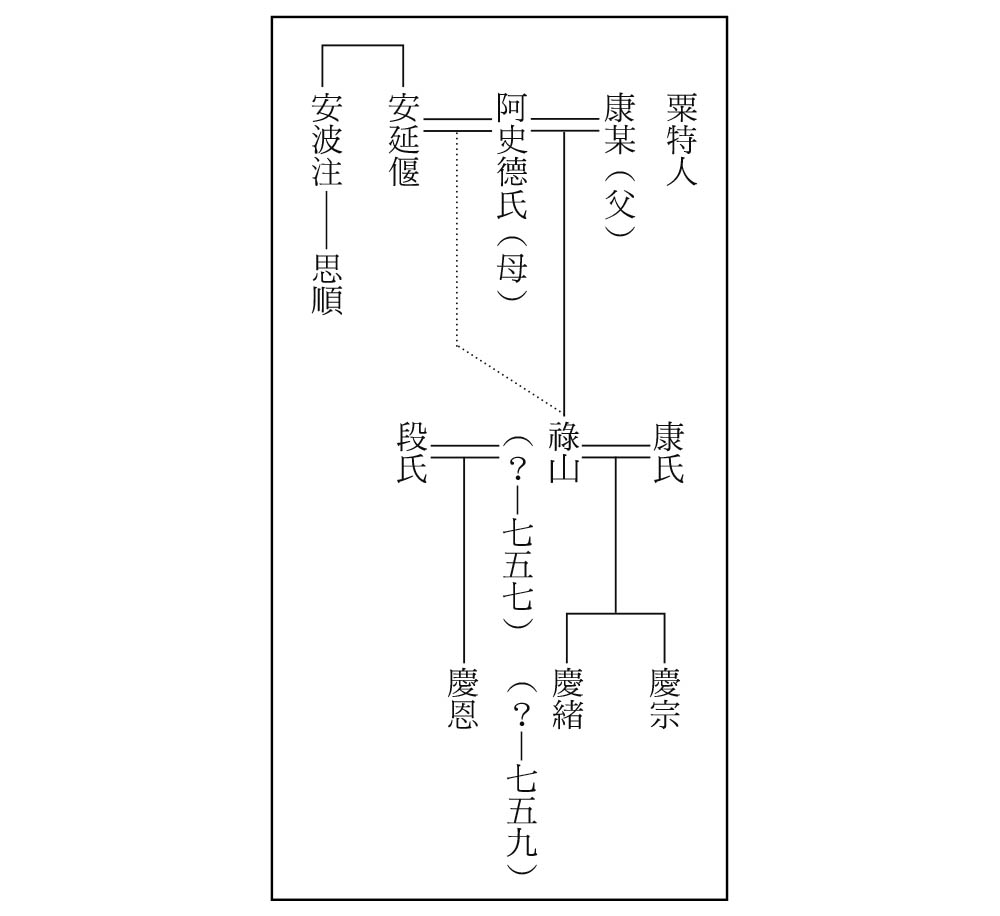 粟特人
康某（父）
阿史德氏（母）
安延偃
安波注—思順
康氏
祿山
（？—七五七）
段氏
慶宗
慶緒
（？—七五九）
慶恩